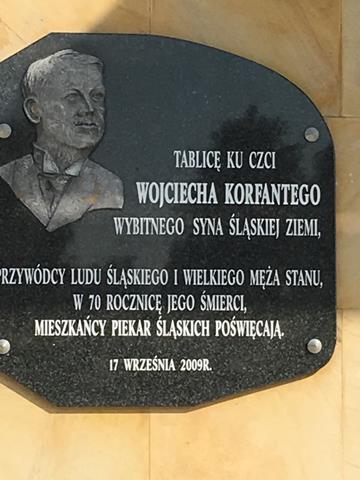 TABLICĘ KU CZCI
WOJCIECHA KORFANTEGO
WYBITNEGO SYNA ŚLĄSKIEJ ZIEMI,
PRZYWÓDCY LUDU ŚLĄSKIEGO I WIELKIEGO MĘŻA STANU,
W 70 ROCZNICĘ JEGO ŚMIERCI,
MIESZKAŃCY PIEKAR ŚLĄSKICH POŚWIĘCAJĄ.
17 WRZEŚNIA 2009R.